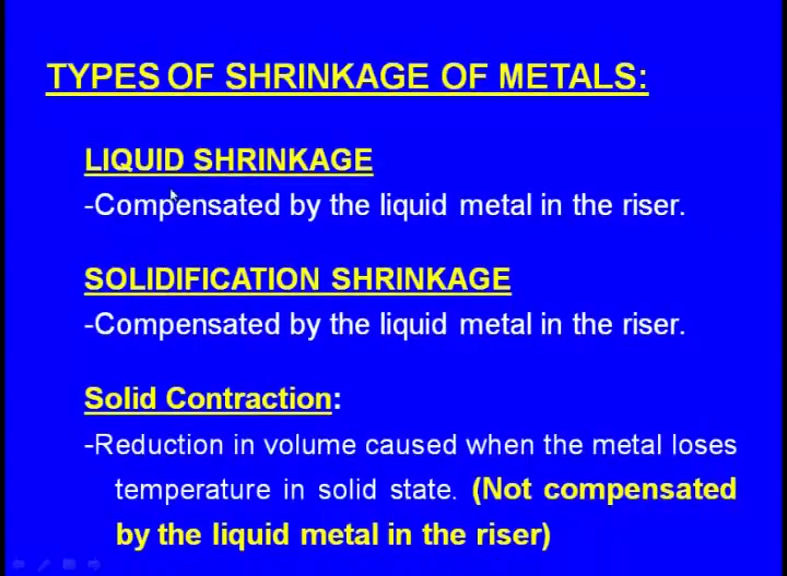 TYPES OF SHRINKAGE OF METALS:
LIQUID SHRINKAGE
-Compensated by the liquid metal in the riser.
SOLIDIFICATION SHRINKAGE
-Compensated by the liquid metal in the riser.
Solid Contraction:
-Reduction in volume caused when the metal loses
temperature in solid state. (Not compensated
by the liquid metal in the riser)